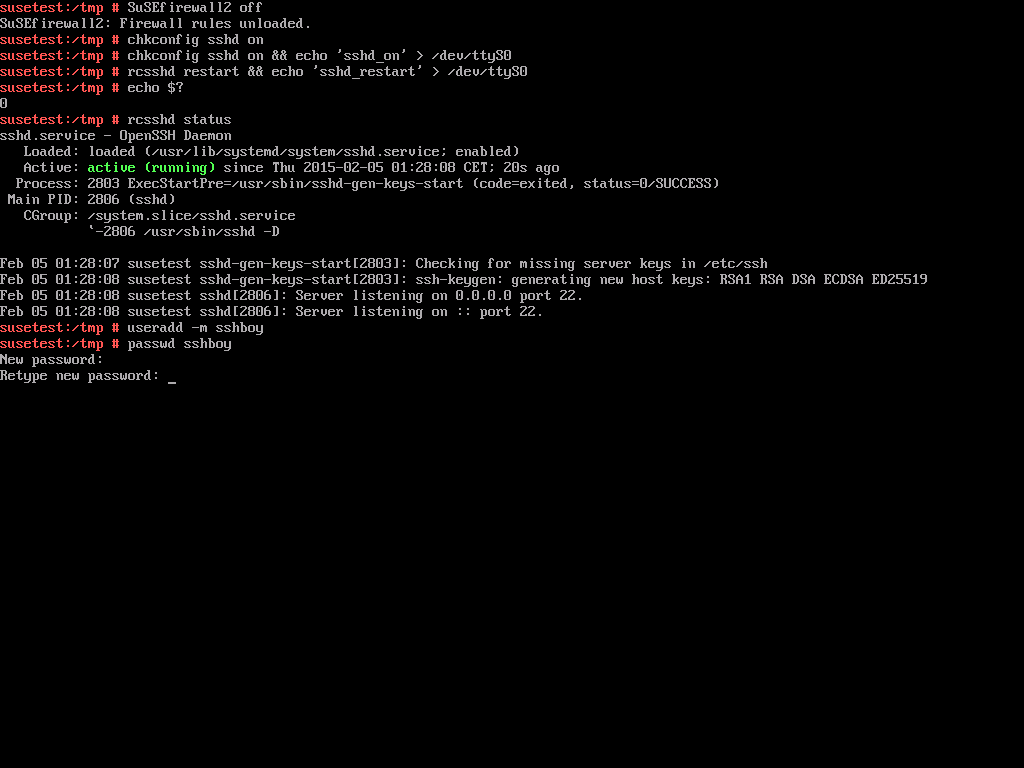 susetest:/tmp # SuSEfirewall2 off
SuSEfirewall2: Firewall rules unloaded.
susetest:/tmp # chkconfig sshd on
susetest:/tmp # chkconfig sshd on && echo 'sshd_on' > /dev/ttyS0
susetest:/tmp # rcsshd restart && echo 'sshd_restart' > /dev/ttyS0
susetest:/tmp # echo $?
0
susetest:/tmp # rcsshd status
sshd.service - OpenSSH Daemon
   Loaded: loaded (/usr/lib/systemd/system/sshd.service; enabled)
   Active: active (running) since Thu 2015-02-05 01:28:08 CET; 20s ago
  Process: 2803 ExecStartPre=/usr/sbin/sshd-gen-keys-start (code=exited, status=0/SUCCESS)
 Main PID: 2806 (sshd)
   CGroup: /system.slice/sshd.service
           `-2806 /usr/sbin/sshd -D

Feb 05 01:28:07 susetest sshd-gen-keys-start[2803]: Checking for missing server keys in /etc/ssh
Feb 05 01:28:08 susetest sshd-gen-keys-start[2803]: ssh-keygen: generating new host keys: RSA1 RSA DSA ECDSA ED25519
Feb 05 01:28:08 susetest sshd[2806]: Server listening on 0.0.0.0 port 22.
Feb 05 01:28:08 susetest sshd[2806]: Server listening on :: port 22.
susetest:/tmp # useradd -m sshboy
susetest:/tmp # passwd sshboy
New password:
Retype new password: _